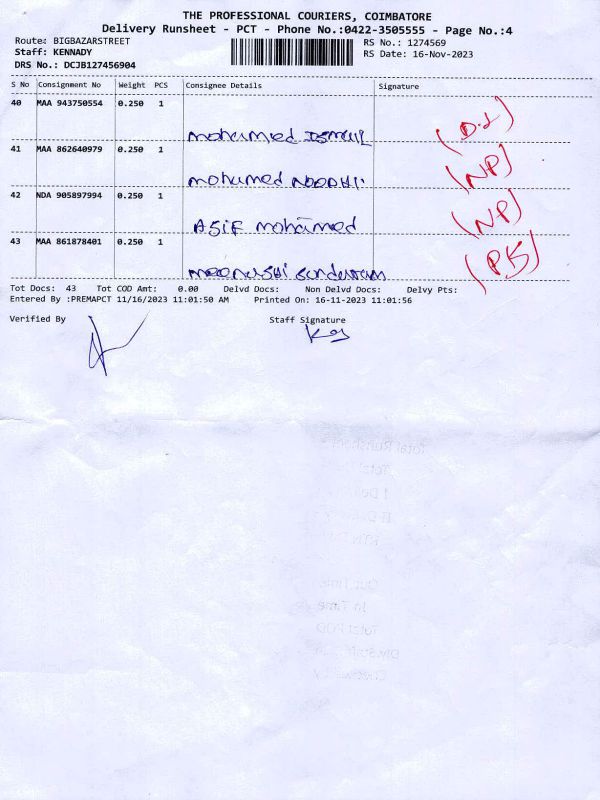 THE PROFESSIONAL COURIERS, COIMBATORE
Delivery Runsheet - PCT - Phone No.:0422-3505555 - Page No.:4
Route: BIGBAZARSTREET
RS No.: 1274569
Staff: KENNADY
RS Date: 16-Nov-2023
DRS No.: DCJB127456904
S No Consignment No Weight PCS Consignee Details Signature
40 MAA 943750554 0.250 1
mohamed ISMAIL (D.L)
41 MAA 862640979 0.250 1
mohamed (NP)
42 NDA 905897994 0.250 1
ASIF mohamed (NP)
43 MAA 861878401 0.250 1
sundaram
Tot Docs: 43 Tot COD Amt: 0.00 Delvd Docs: Non Delvd Docs: Delvy Pts:
Entered By :PREMAPCT 11/16/2023 11:01:50 AM Printed On: 16-11-2023 11:01:56
Verified By Staff Signature